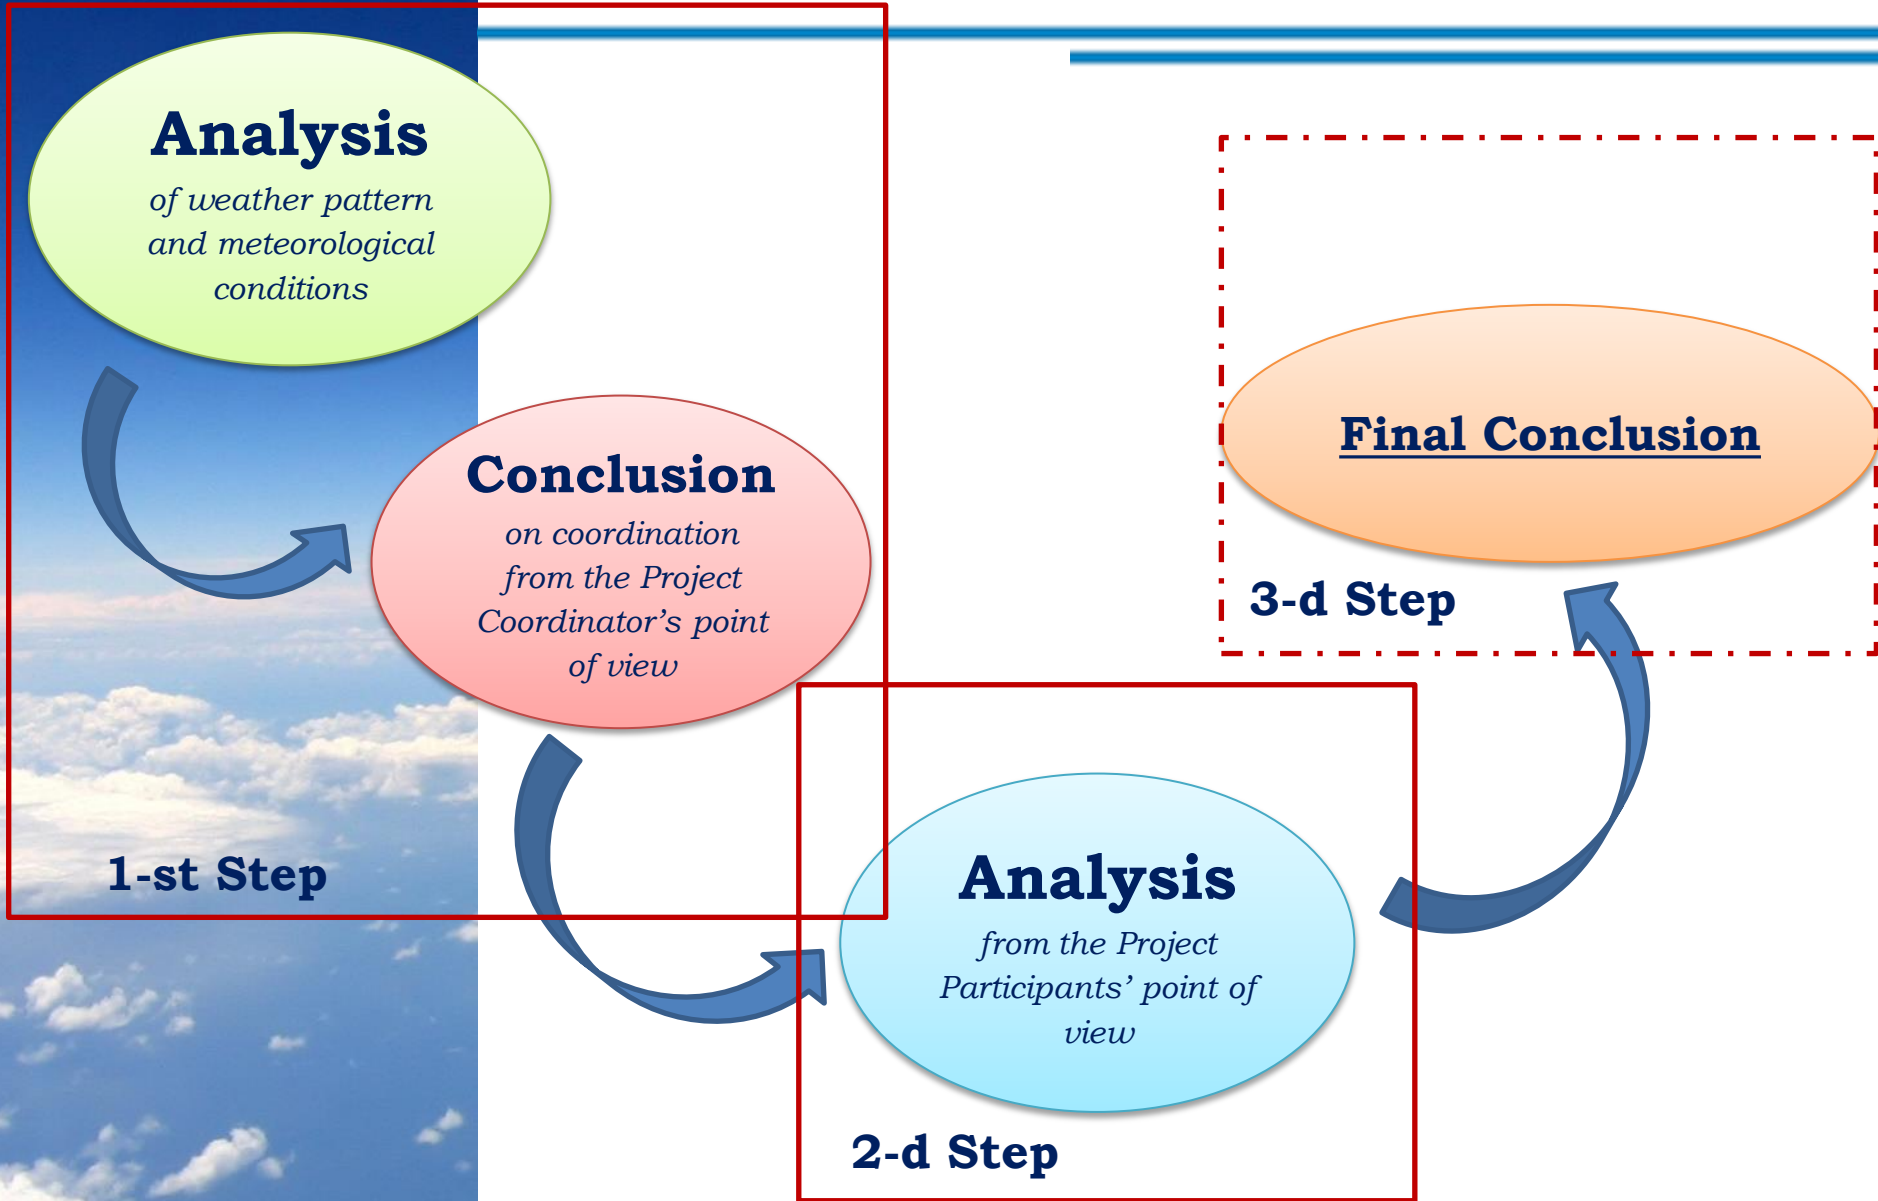 Analysis
of weather pattern
and meteorological
conditions
Conclusion
on coordination
from the Project
Coordinator’s point
of view
1-st Step
Analysis
from the Project
Participants’ point of
view
2-d Step
Final Conclusion
3-d Step